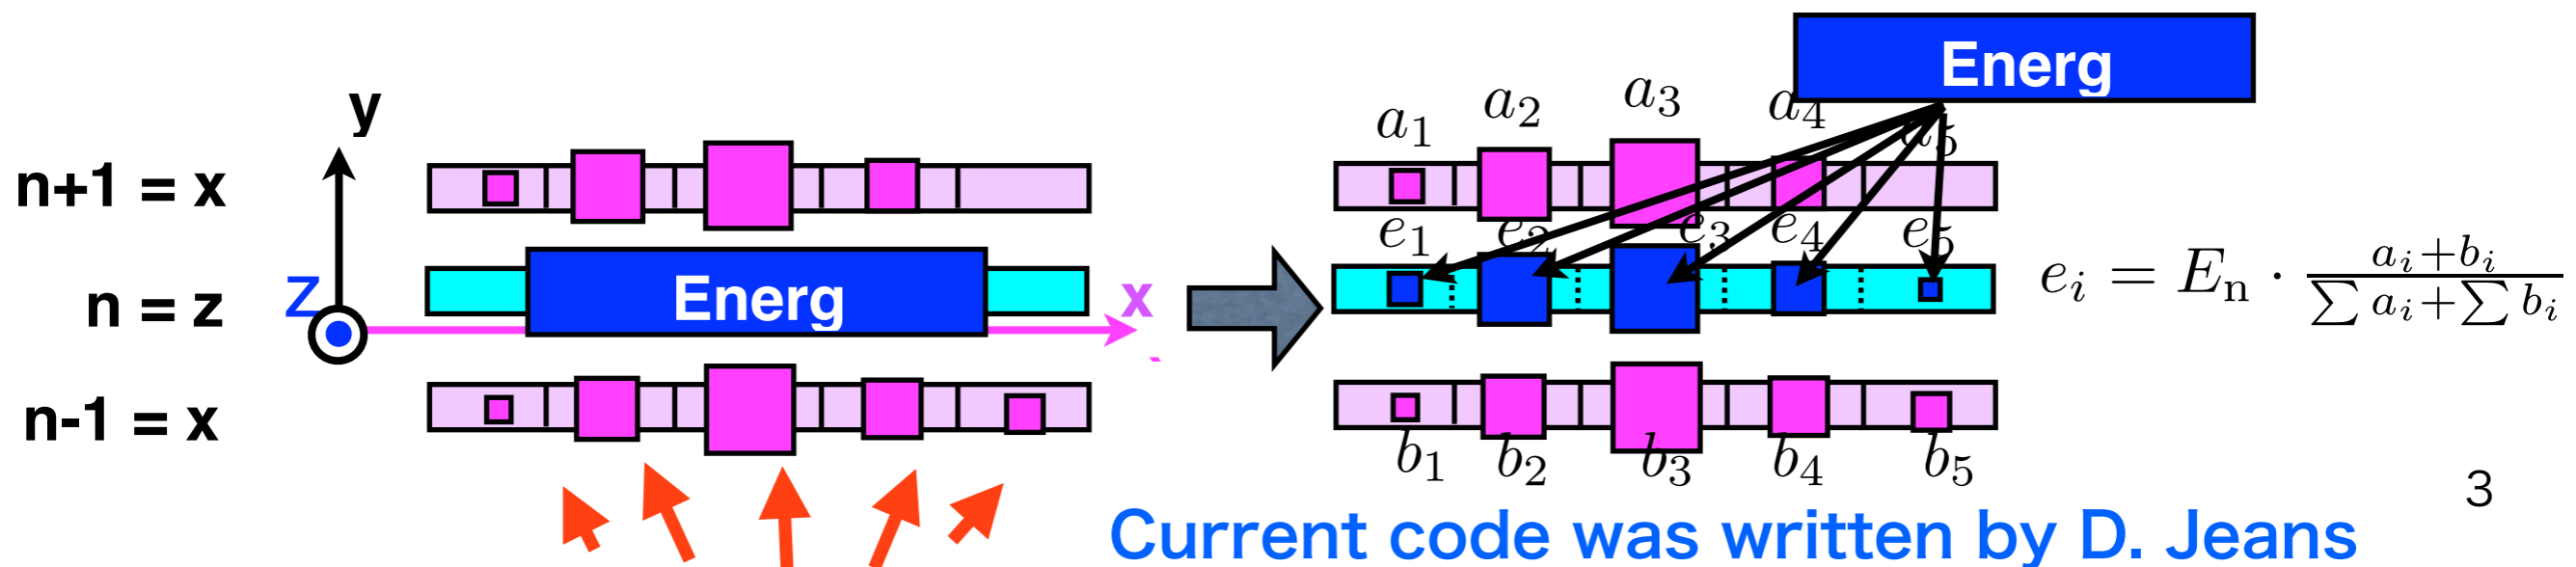 Energ
y
a₁ a₂ a₃ a₄ a₅
n+1 = x
e₁ e₂ e₃ e₄ e₅
n = z
Z
Energ
x
eᵢ = Eₙ · (aᵢ+bᵢ)/(∑ aᵢ+∑ bᵢ)
n-1 = x
b₁ b₂ b₃ b₄ b₅
3
Current code was written by D. Jeans